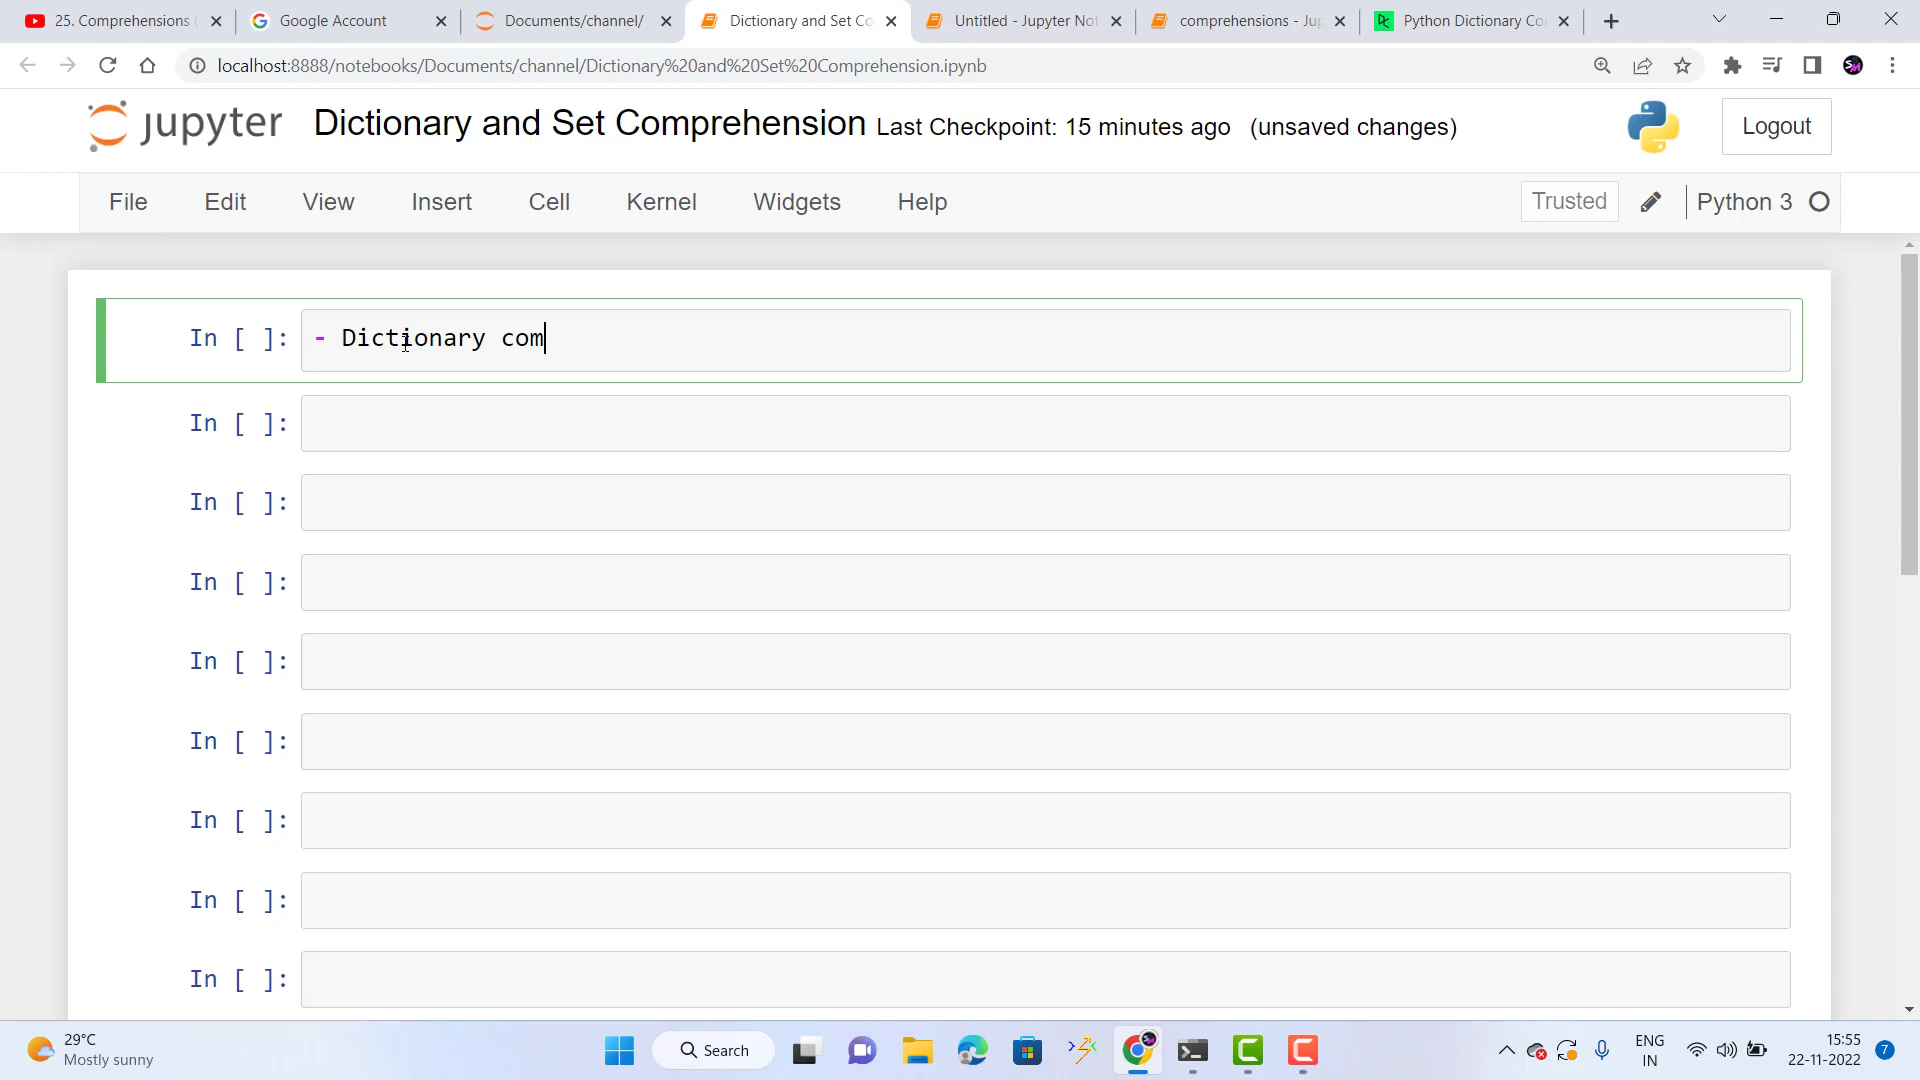 25. Comprehensions (
Google Account
Documents/channel/
Dictionary and Set Co
Untitled - Jupyter Not
comprehensions - Jup
Python Dictionary Co
localhost:8888/notebooks/Documents/channel/Dictionary%20and%20Set%20Comprehension.ipynb
jupyter Dictionary and Set Comprehension Last Checkpoint: 15 minutes ago (unsaved changes) Logout
File Edit View Insert Cell Kernel Widgets Help Trusted Python 3
In [ ]: - Dictionary com
In [ ]:
In [ ]:
In [ ]:
In [ ]:
In [ ]:
In [ ]:
In [ ]:
In [ ]:
29°C
Mostly sunny
Search
ENG
IN
15:55
22-11-2022
7